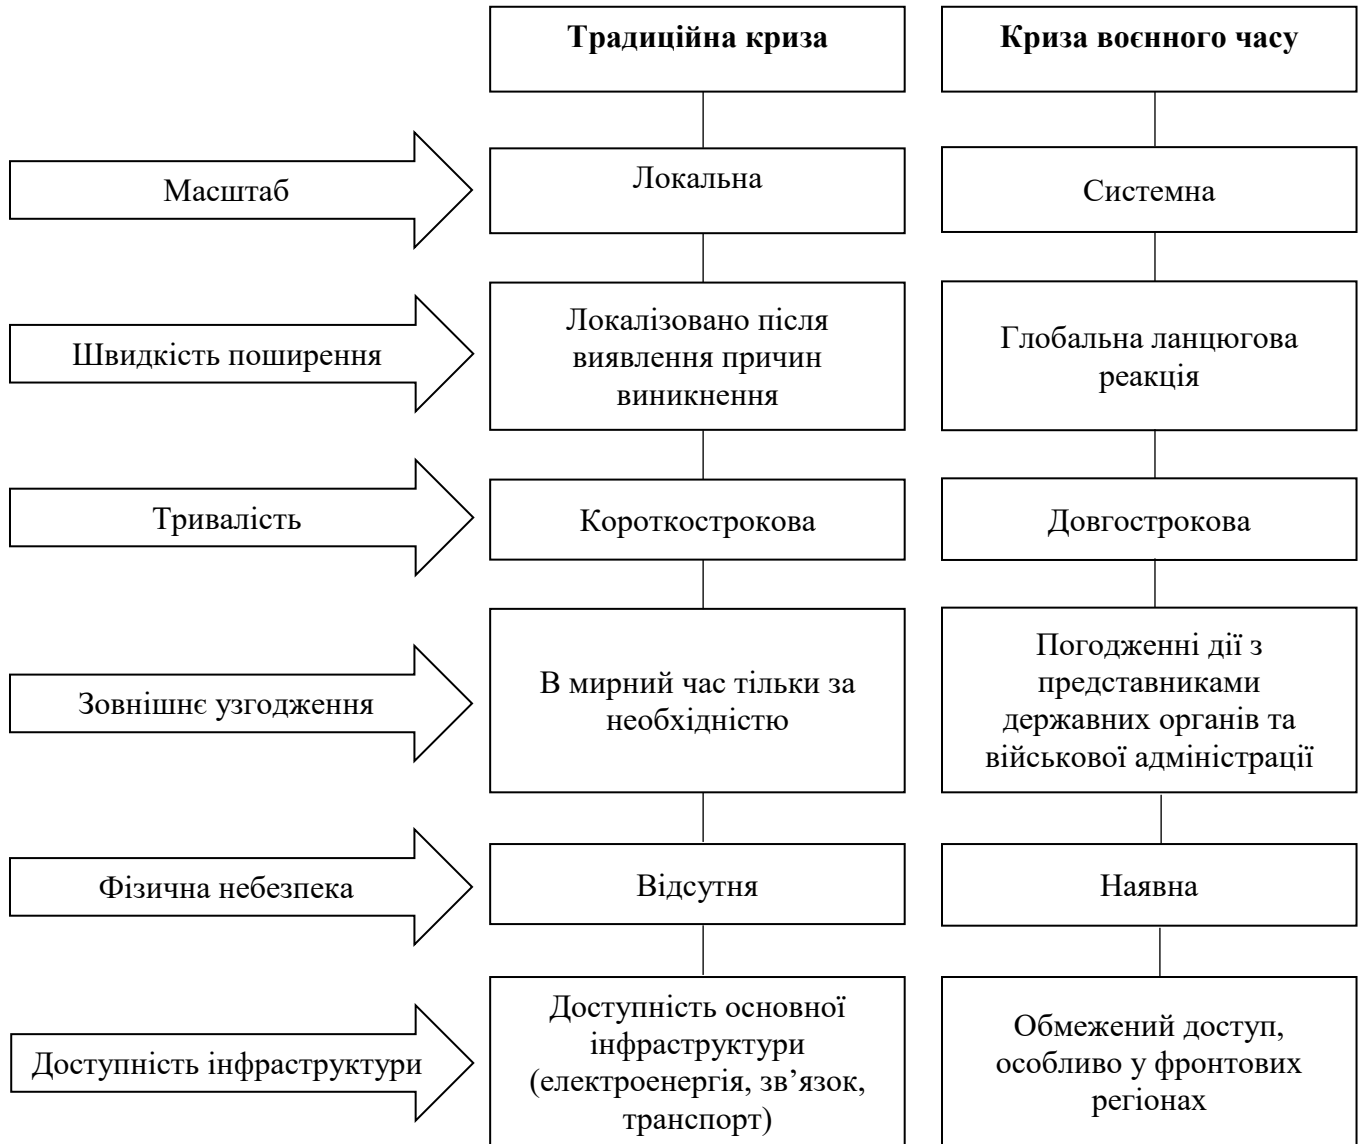 Традиційна криза
Криза воєнного часу
Масштаб
Локальна
Системна
Швидкість поширення
Локалізовано після
виявлення причин
виникнення
Глобальна ланцюгова
реакція
Тривалість
Короткострокова
Довгострокова
Зовнішнє узгодження
В мирний час тільки за
необхідністю
Погодженні дії з
представниками
державних органів та
військової адміністрації
Фізична небезпека
Відсутня
Наявна
Доступність інфраструктури
Доступність основної
інфраструктури
(електроенергія, зв’язок,
транспорт)
Обмежений доступ,
особливо у фронтових
регіонах